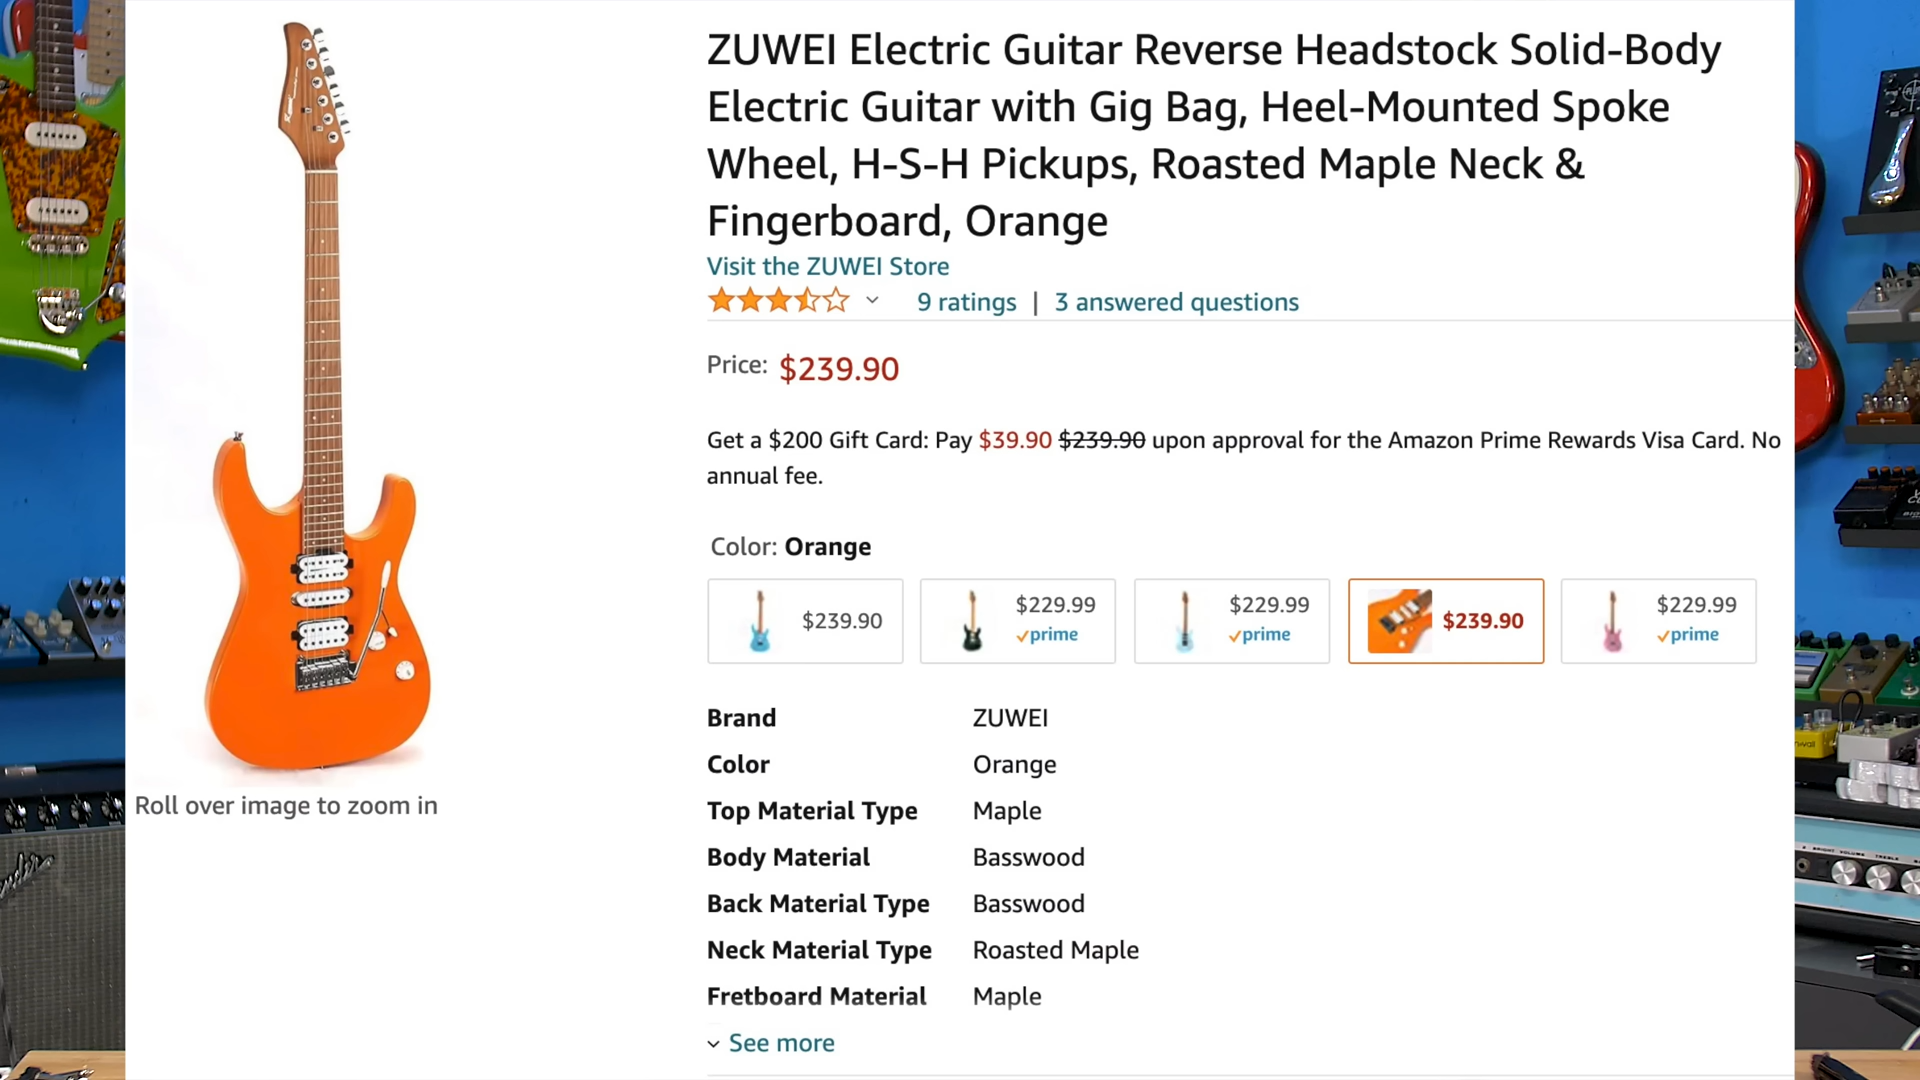 ZUWEI Electric Guitar Reverse Headstock Solid-Body
Electric Guitar with Gig Bag, Heel-Mounted Spoke
Wheel, H-S-H Pickups, Roasted Maple Neck &
Fingerboard, Orange
Visit the ZUWEI Store
9 ratings | 3 answered questions
Price: $239.90
Get a $200 Gift Card: Pay $39.90 $239.90 upon approval for the Amazon Prime Rewards Visa Card. No
annual fee.
Color: Orange
$239.90
$229.99
prime
$229.99
prime
$239.90
$229.99
prime
Brand ZUWEI
Color Orange
Top Material Type Maple
Body Material Basswood
Back Material Type Basswood
Neck Material Type Roasted Maple
Fretboard Material Maple
See more
Roll over image to zoom in